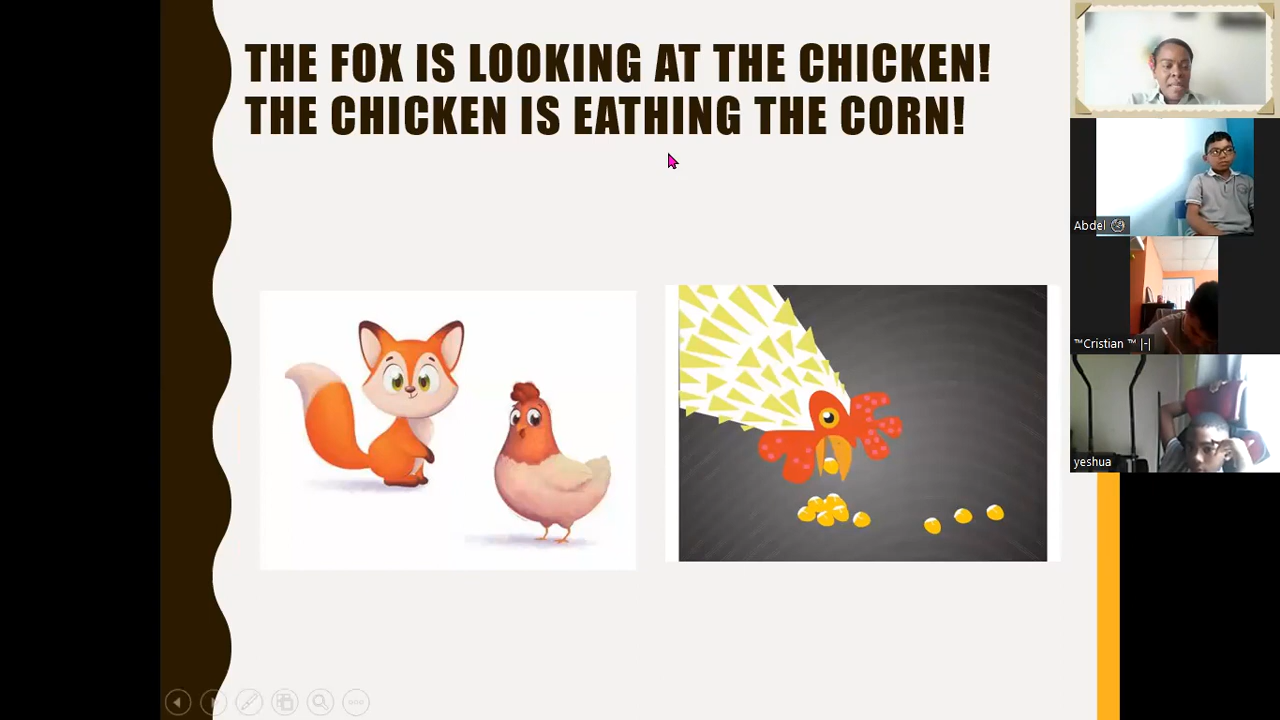 THE FOX IS LOOKING AT THE CHICKEN!
THE CHICKEN IS EATHING THE CORN!
Abdel
™Cristian ™ |-|
yeshua